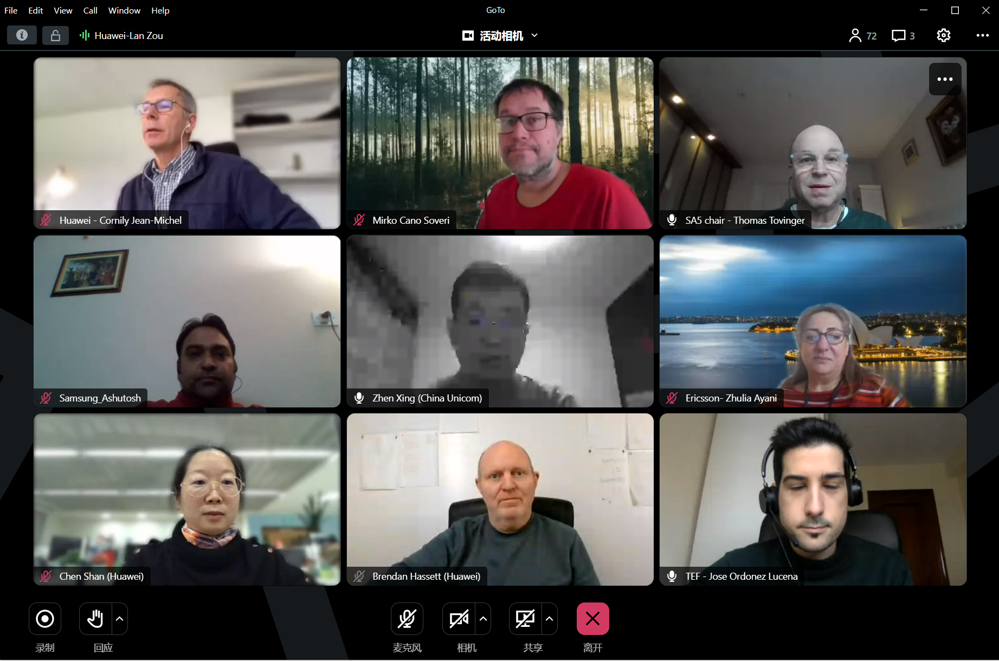 File Edit View Call Window Help
GoTo
Huawei-Lan Zou
活动相机
72
3
Huawei - Cornily Jean-Michel
Mirko Cano Soveri
SA5 chair - Thomas Tovinger
Samsung_Ashutosh
Zhen Xing (China Unicom)
Ericsson- Zhulia Ayani
Chen Shan (Huawei)
Brendan Hassett (Huawei)
TEF - Jose Ordonez Lucena
录制
回应
麦克风
相机
共享
离开